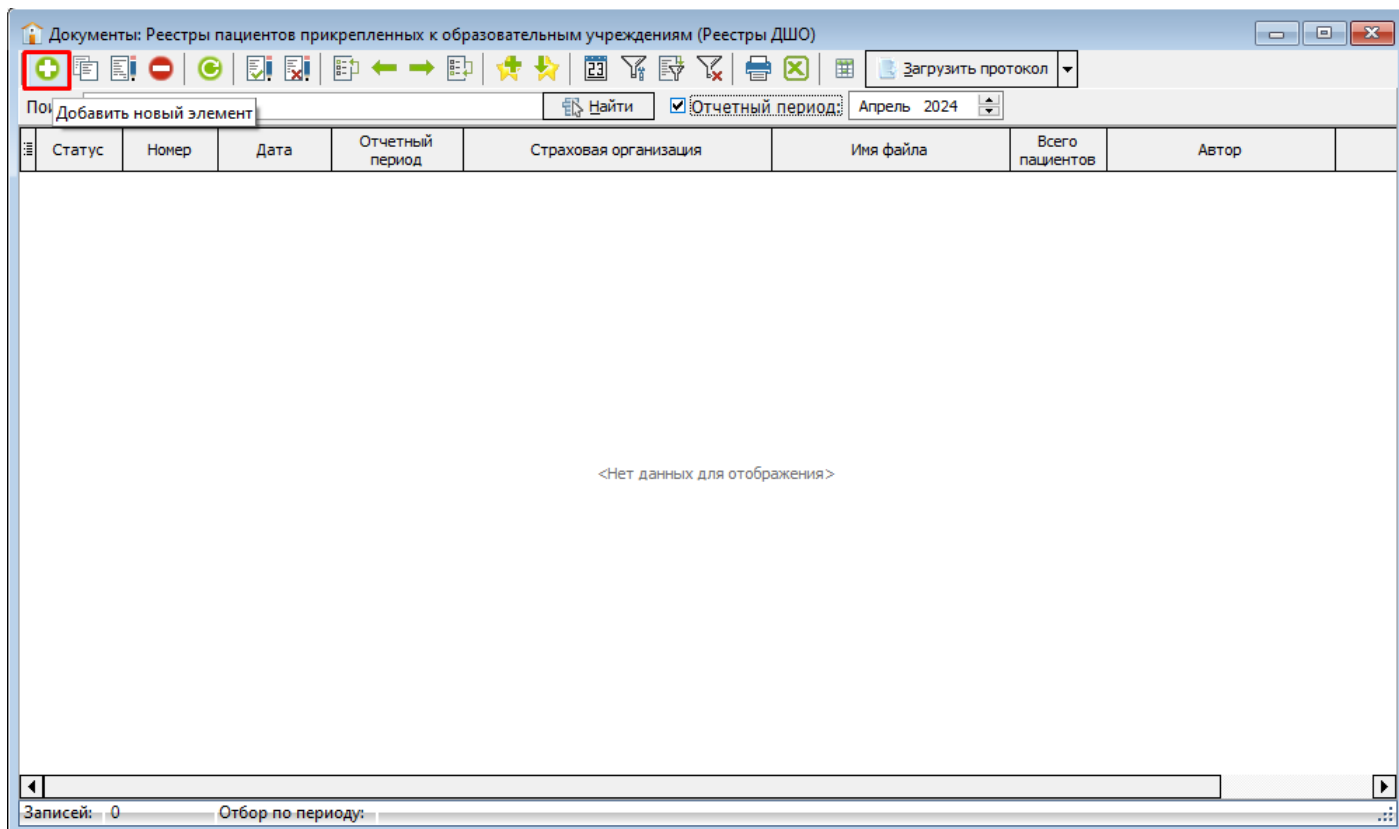 Документы: Реестры пациентов прикрепленных к образовательным учреждениям (Реестры ДШО)
23 Загрузить протокол
Добавить новый элемент Найти Отчетный период: Апрель 2024
Статус Номер Дата Отчетный период Страховая организация Имя файла Всего пациентов Автор
<Нет данных для отображения>
Записей: 0 Отбор по периоду: